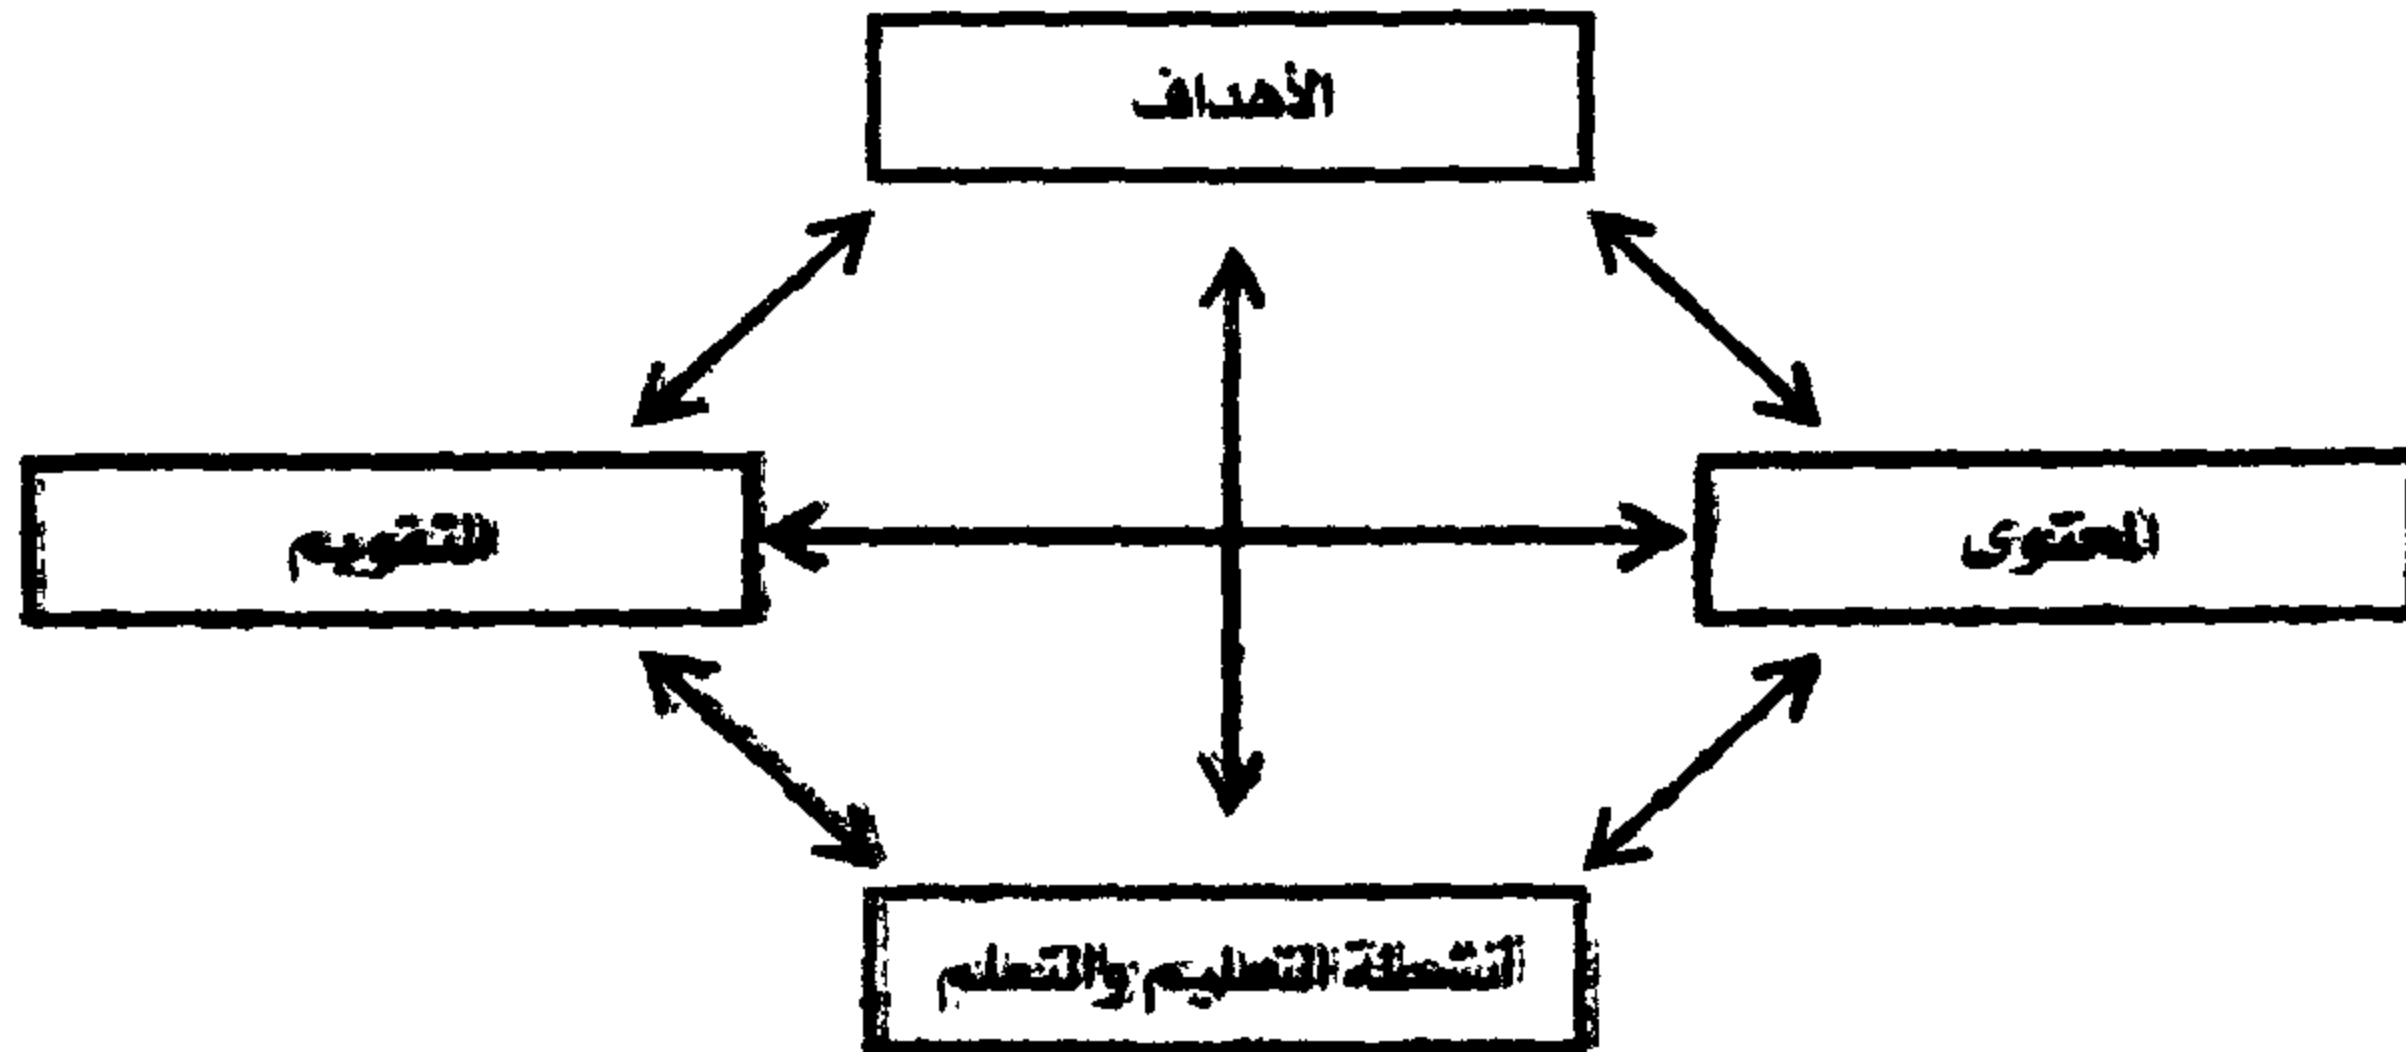 الأهداف
المحتوى
التقويم
أنشطة التعليم والتعلم